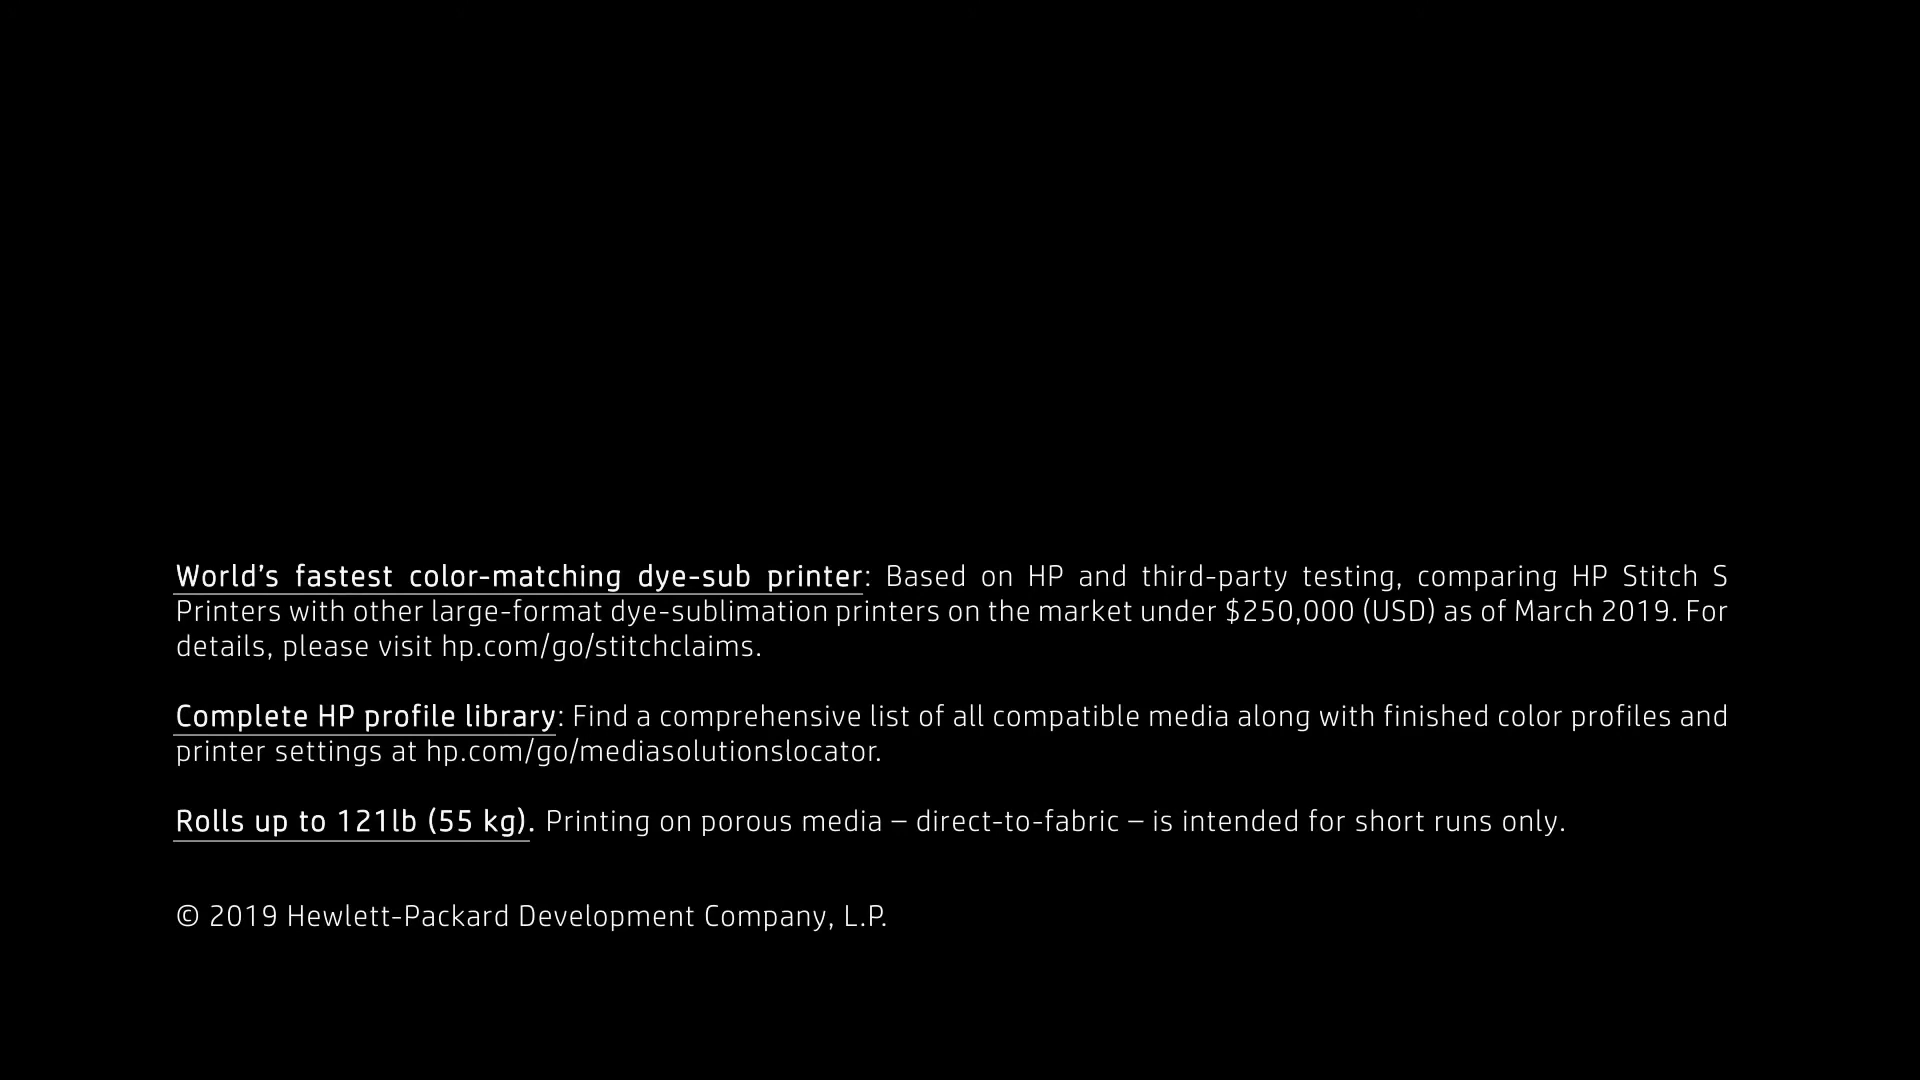 World’s fastest color-matching dye-sub printer: Based on HP and third-party testing, comparing HP Stitch S
Printers with other large-format dye-sublimation printers on the market under $250,000 (USD) as of March 2019. For
details, please visit hp.com/go/stitchclaims.
Complete HP profile library: Find a comprehensive list of all compatible media along with finished color profiles and
printer settings at hp.com/go/mediasolutionslocator.
Rolls up to 121lb (55 kg). Printing on porous media – direct-to-fabric – is intended for short runs only.
© 2019 Hewlett-Packard Development Company, L.P.